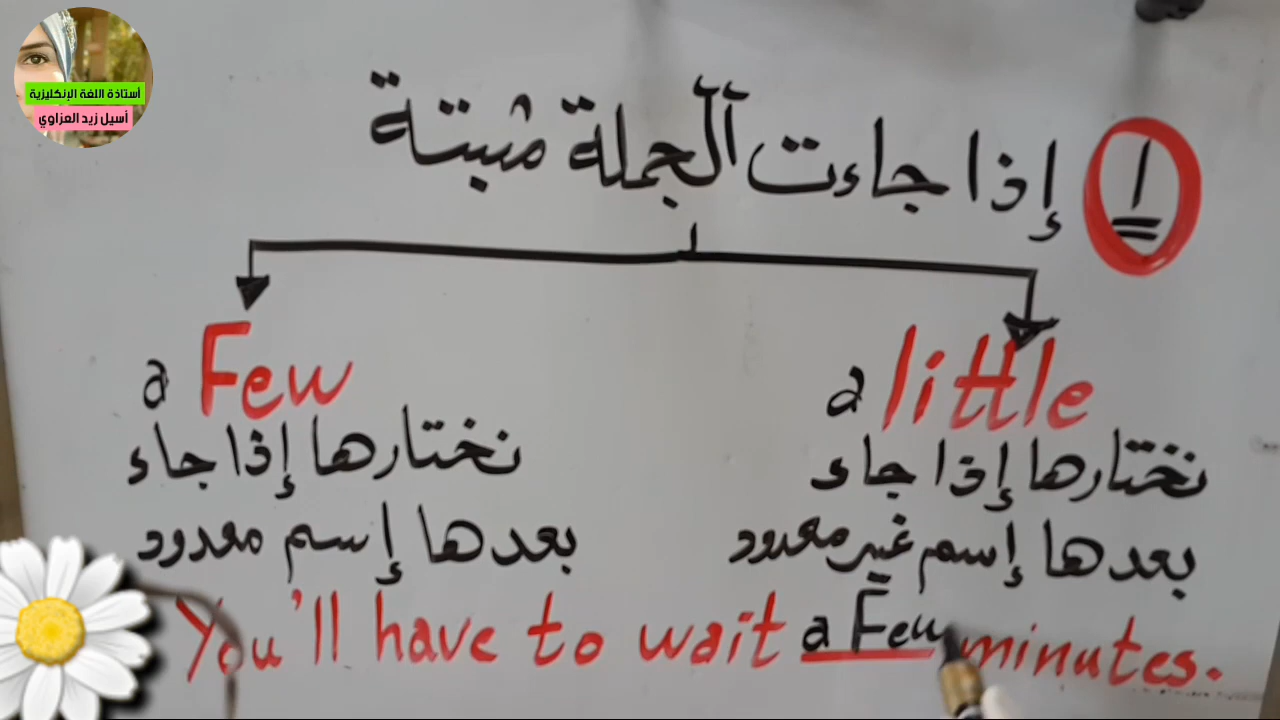 أستاذة اللغة الإنكليزية
أسيل زيد العزاوي
١ إذا جاءت الجملة مثبتة
a little
نختارها إذا جاء
بعدها إسم غير معدود
a Few
نختارها إذا جاء
بعدها إسم معدود
You'll have to wait a Few minutes.